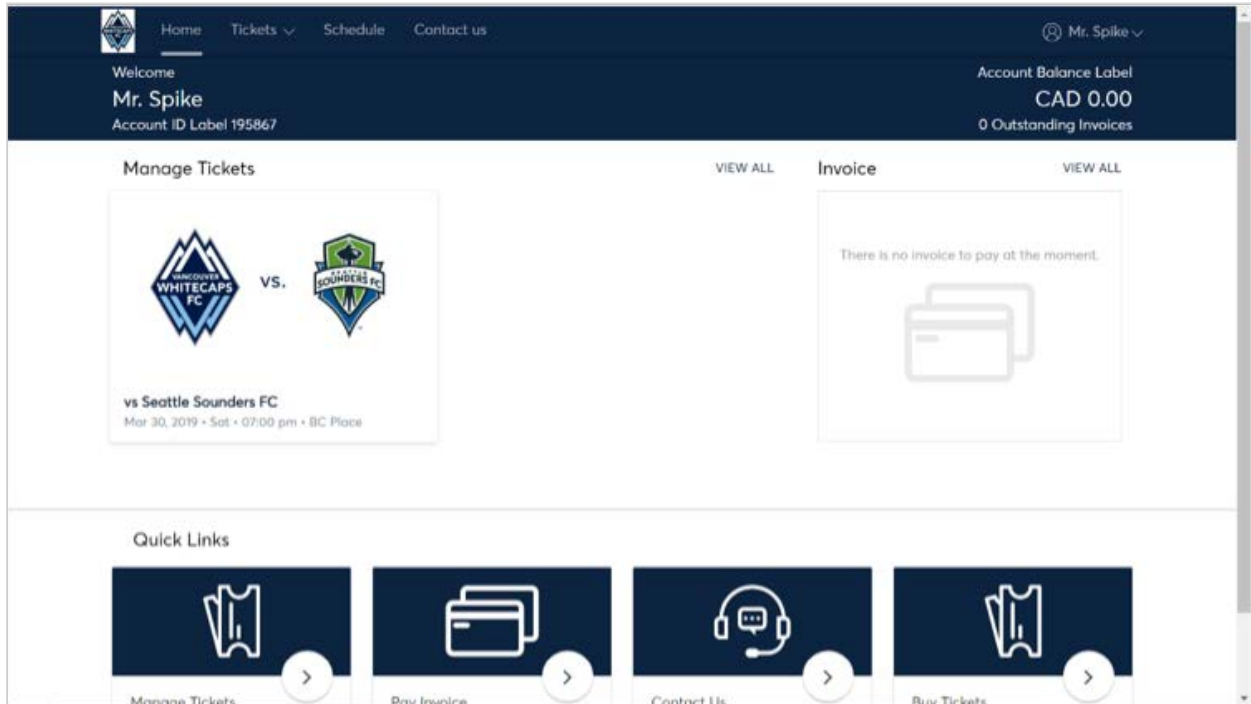 Home Tickets Schedule Contact us Mr. Spike
Welcome
Mr. Spike
Account ID Label 195867
Account Balance Label
CAD 0.00
0 Outstanding Invoices
Manage Tickets VIEW ALL
VANCOUVER
WHITECAPS
FC
vs.
SEATTLE
SOUNDERS FC
vs Seattle Sounders FC
Mar 30, 2019 • Sat • 07:00 pm • BC Place
Invoice VIEW ALL
There is no invoice to pay at the moment.
Quick Links
Manage Tickets
Pay Invoice
Contact Us
Buy Tickets